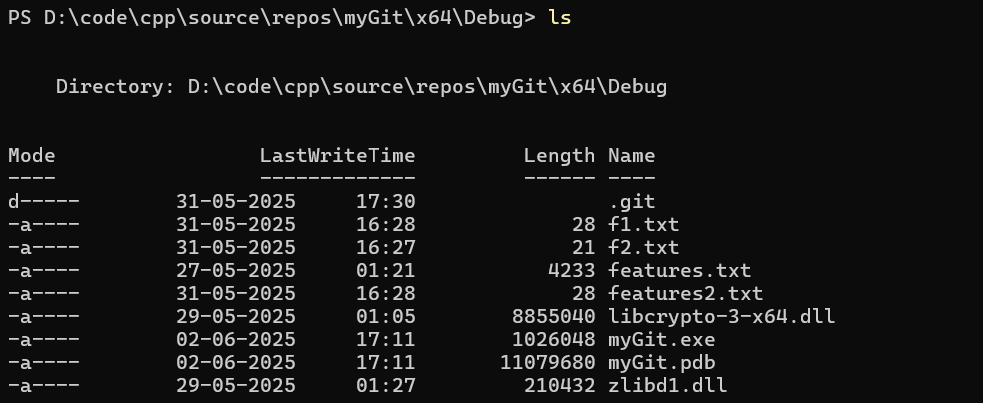 PS D:\code\cpp\source\repos\myGit\x64\Debug> ls
Directory: D:\code\cpp\source\repos\myGit\x64\Debug
Mode                 LastWriteTime         Length Name
----                 -------------         ------ ----
d-----        31-05-2025     17:30                .git
-a----        31-05-2025     16:28             28 f1.txt
-a----        31-05-2025     16:27             21 f2.txt
-a----        27-05-2025     01:21           4233 features.txt
-a----        31-05-2025     16:28             28 features2.txt
-a----        29-05-2025     01:05        8855040 libcrypto-3-x64.dll
-a----        02-06-2025     17:11        1026048 myGit.exe
-a----        02-06-2025     17:11       11079680 myGit.pdb
-a----        29-05-2025     01:27         210432 zlibd1.dll